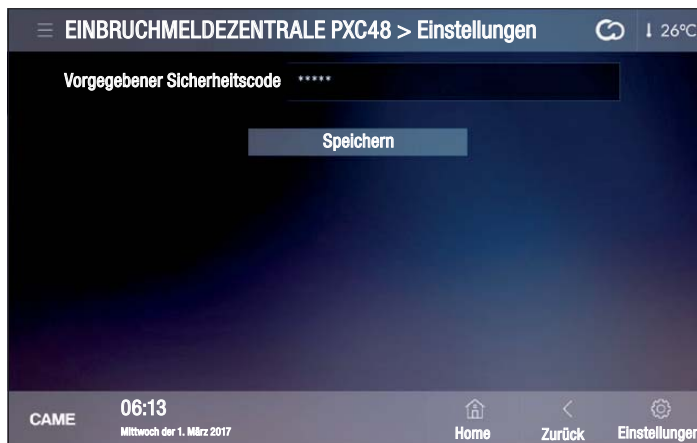 EINBRUCHMELDEZENTRALE PXC48 > Einstellungen 26°C
Vorgegebener Sicherheitscode *****
Speichern
CAME
06:13
Mittwoch der 1. März 2017
Home
Zurück
Einstellungen